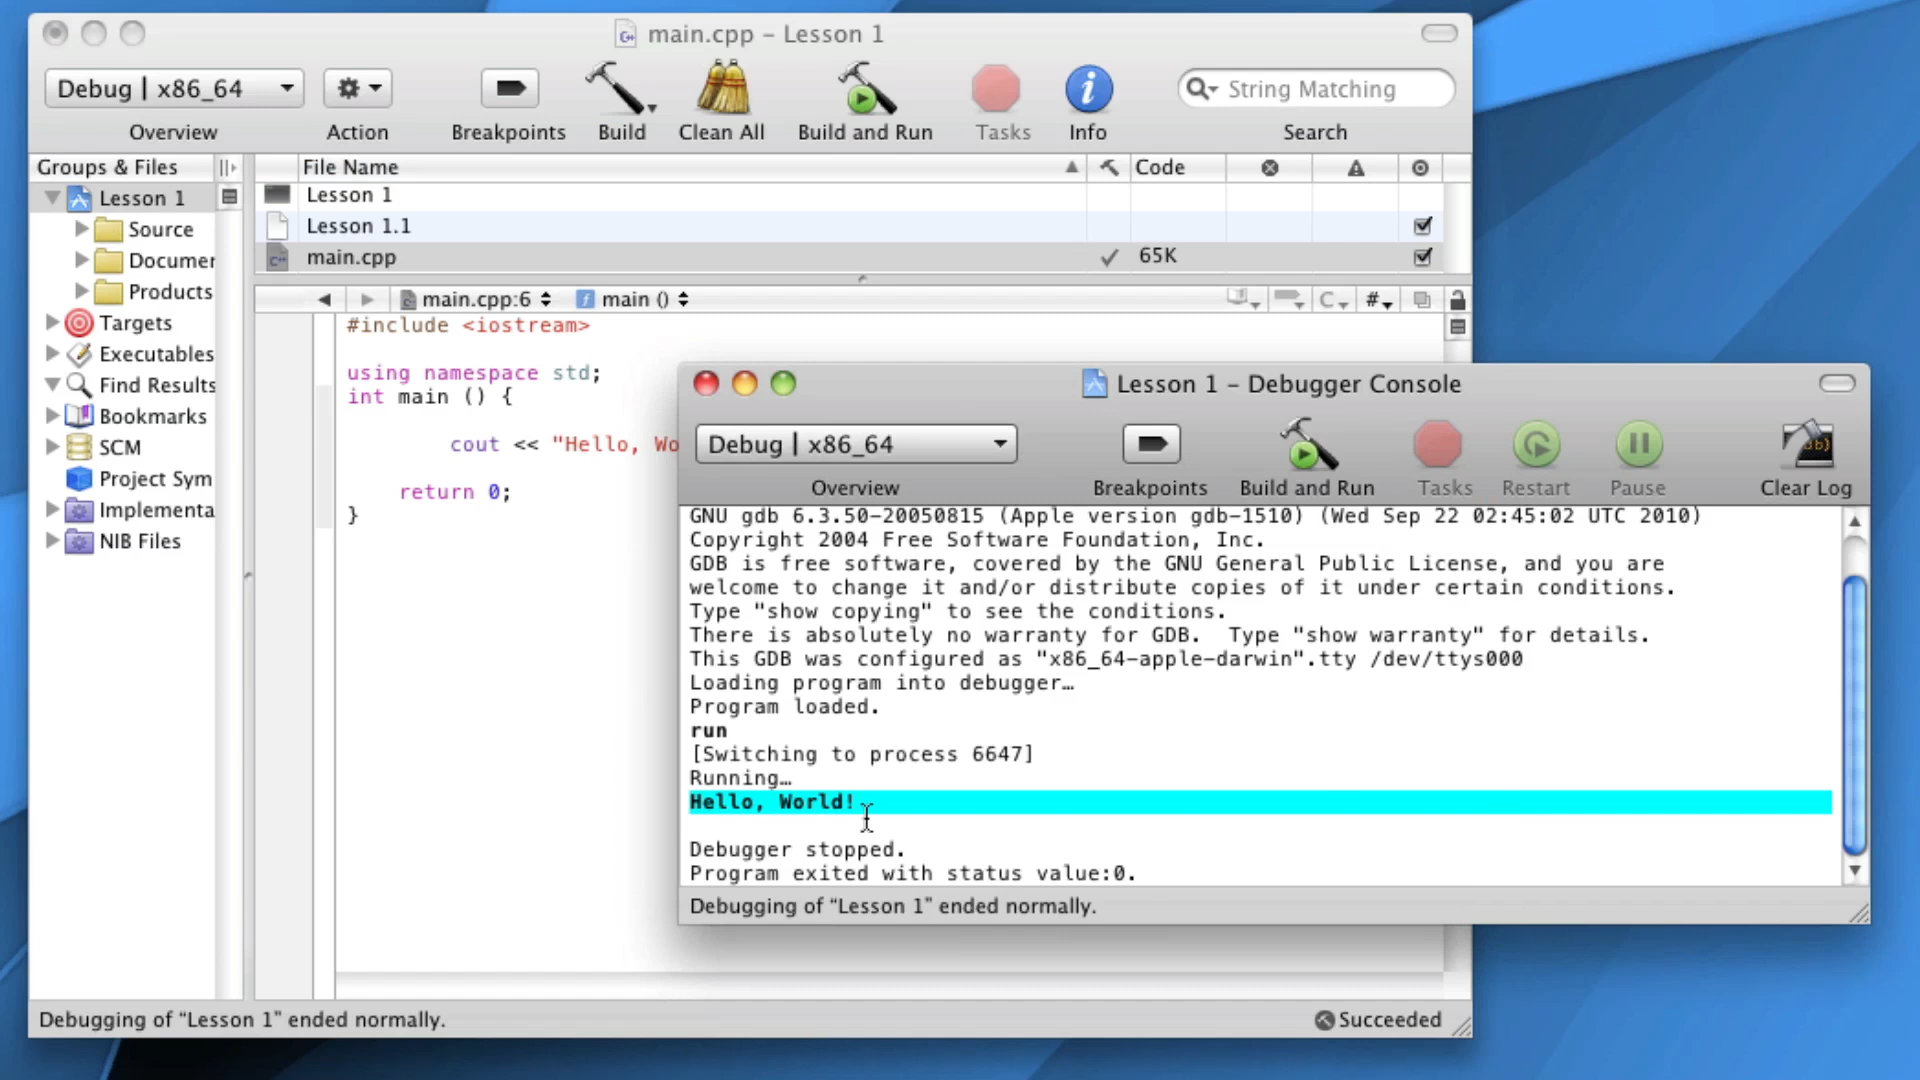 main.cpp – Lesson 1
Debug | x86_64
String Matching
Overview
Action
Breakpoints
Build
Clean All
Build and Run
Tasks
Info
Search
Groups & Files
File Name
Code
Lesson 1
Source
Documen
Products
Targets
Executables
Find Results
Bookmarks
SCM
Project Sym
Implementa
NIB Files
Lesson 1
Lesson 1.1
main.cpp
65K
main.cpp:6
main ()
C
#
#include <iostream>
using namespace std;
int main () {
cout << "Hello, Wo
return 0;
}
Lesson 1 – Debugger Console
Debug | x86_64
Overview
Breakpoints
Build and Run
Tasks
Restart
Pause
Clear Log
GNU gdb 6.3.50-20050815 (Apple version gdb-1510) (Wed Sep 22 02:45:02 UTC 2010)
Copyright 2004 Free Software Foundation, Inc.
GDB is free software, covered by the GNU General Public License, and you are
welcome to change it and/or distribute copies of it under certain conditions.
Type "show copying" to see the conditions.
There is absolutely no warranty for GDB.  Type "show warranty" for details.
This GDB was configured as "x86_64-apple-darwin".tty /dev/ttys000
Loading program into debugger…
Program loaded.
run
[Switching to process 6647]
Running…
Hello, World!
Debugger stopped.
Program exited with status value:0.
Debugging of “Lesson 1” ended normally.
Debugging of “Lesson 1” ended normally.
Succeeded